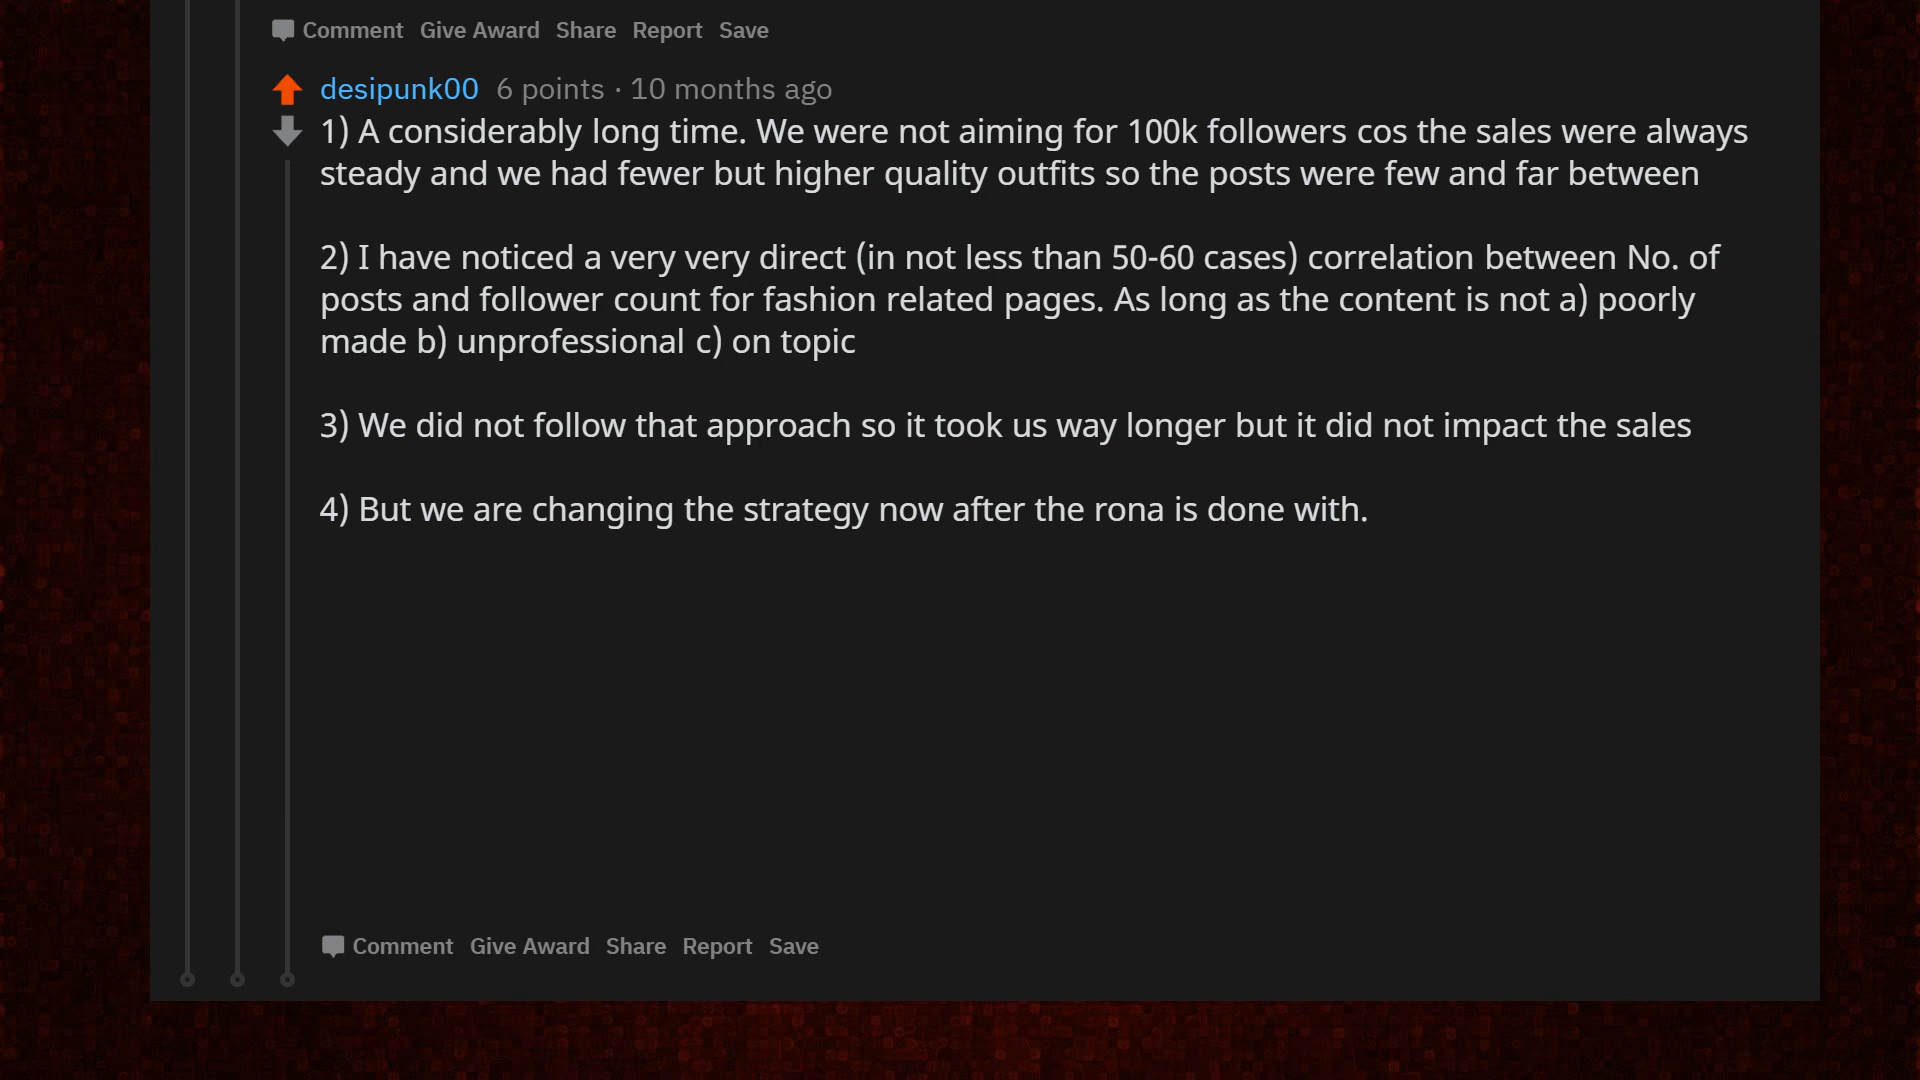 Comment Give Award Share Report Save
desipunk00 6 points · 10 months ago
1) A considerably long time. We were not aiming for 100k followers cos the sales were always
steady and we had fewer but higher quality outfits so the posts were few and far between
2) I have noticed a very very direct (in not less than 50-60 cases) correlation between No. of
posts and follower count for fashion related pages. As long as the content is not a) poorly
made b) unprofessional c) on topic
3) We did not follow that approach so it took us way longer but it did not impact the sales
4) But we are changing the strategy now after the rona is done with.
Comment Give Award Share Report Save